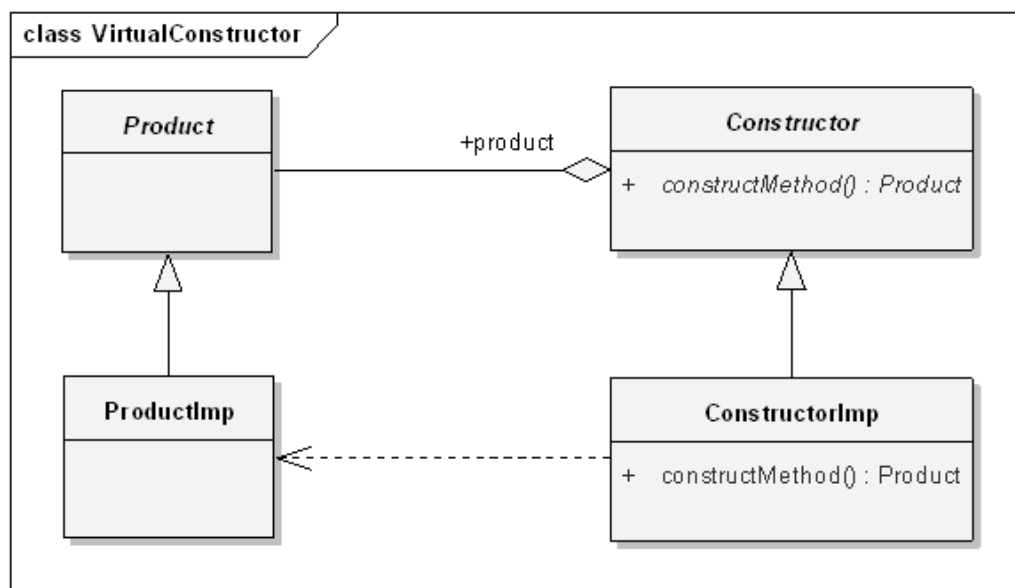 class VirtualConstructor
Product
+product
Constructor
+ constructMethod() : Product
ProductImp
ConstructorImp
+ constructMethod() : Product